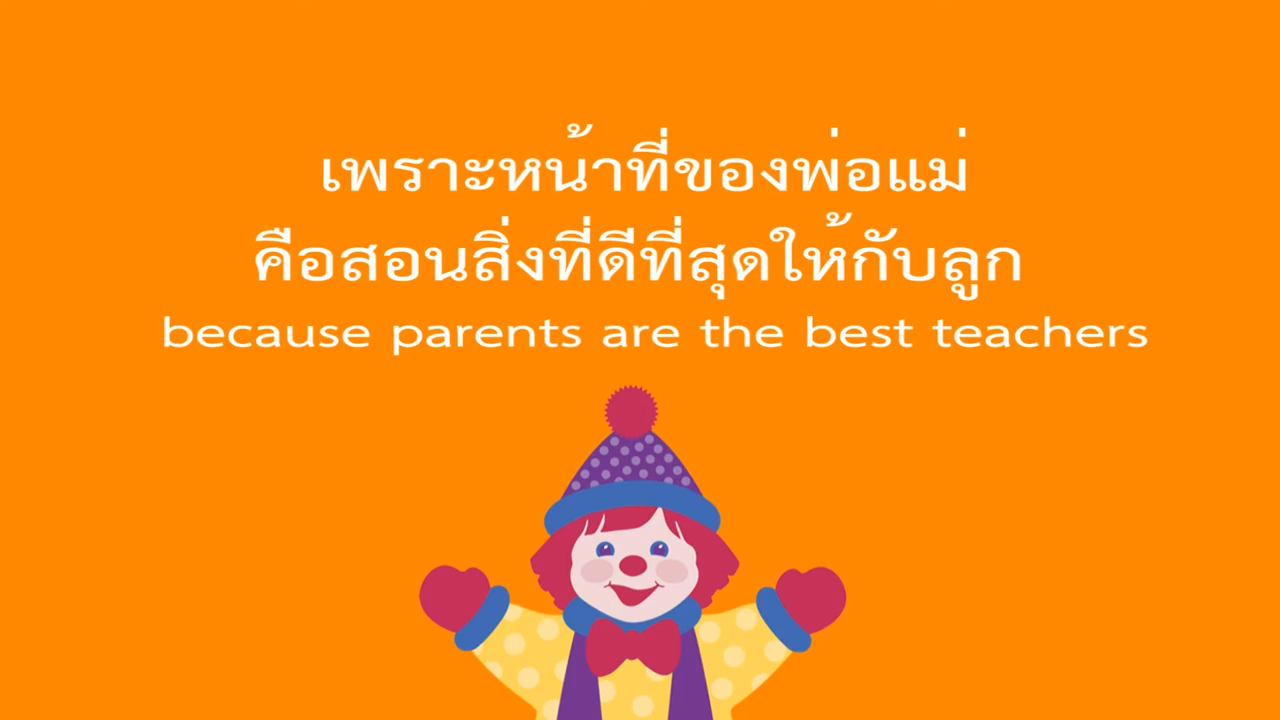 เพราะหน้าที่ของพ่อแม่
คือสอนสิ่งที่ดีที่สุดให้กับลูก
because parents are the best teachers